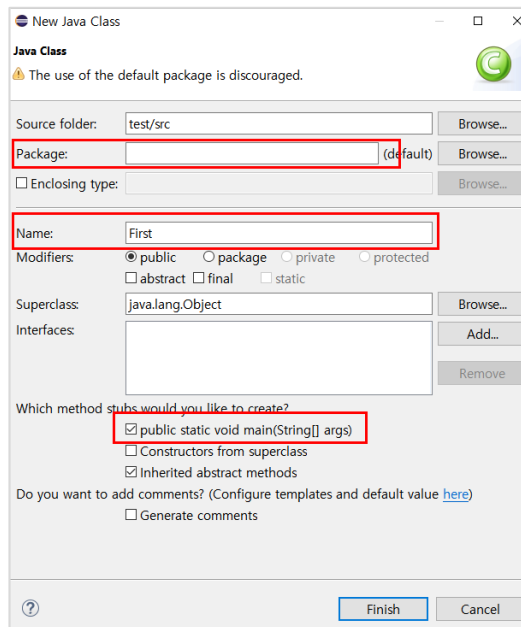 New Java Class
Java Class
The use of the default package is discouraged.
Source folder: test/src Browse...
Package: (default) Browse...
Enclosing type: Browse...
Name: First
Modifiers: public package private protected
abstract final static
Superclass: java.lang.Object Browse...
Interfaces: Add...
Remove
Which method stubs would you like to create?
public static void main(String[] args)
Constructors from superclass
Inherited abstract methods
Do you want to add comments? (Configure templates and default value here)
Generate comments
? Finish Cancel